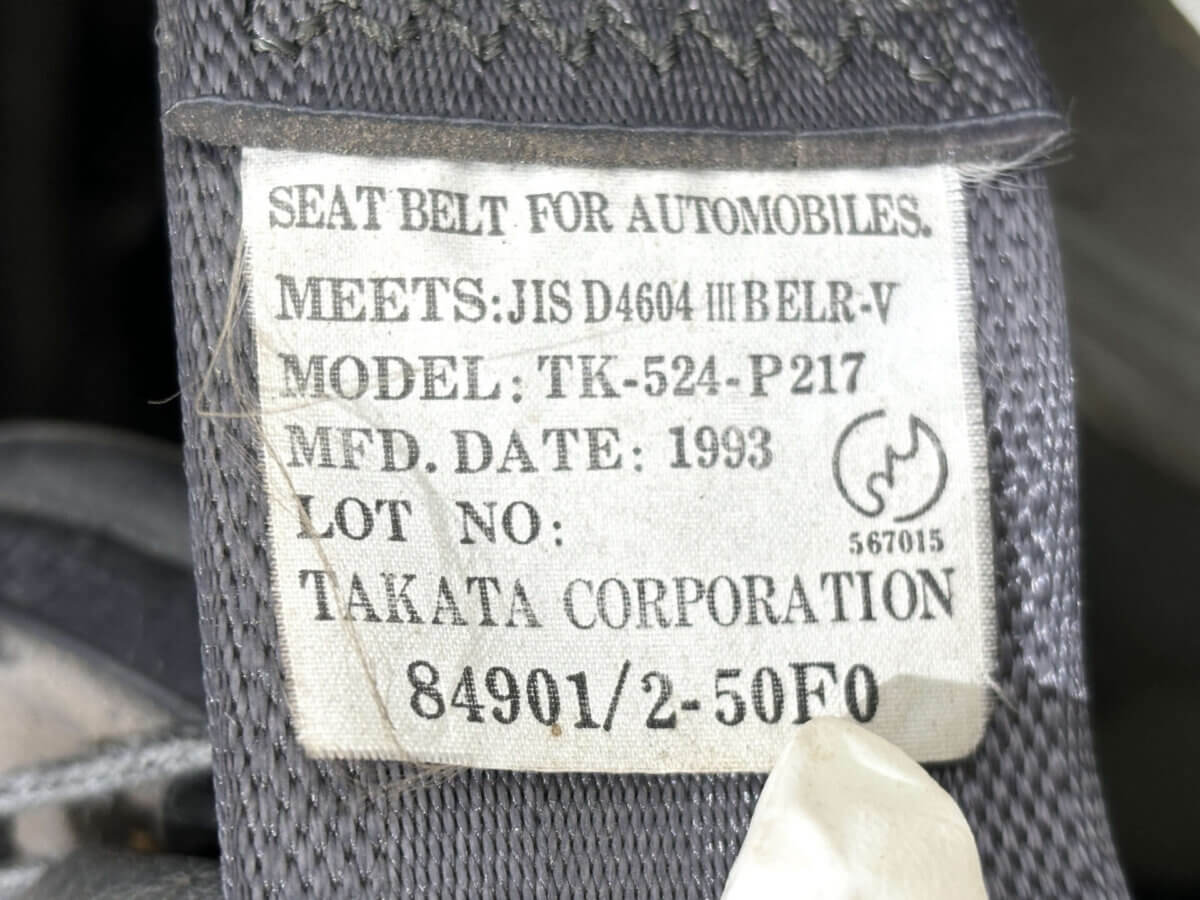 SEAT BELT FOR AUTOMOBILES.
MEETS: JIS D4604 III B ELR-V
MODEL: TK-524-P217
MFD. DATE: 1993
LOT NO:
567015
TAKATA CORPORATION
84901/2-50F0